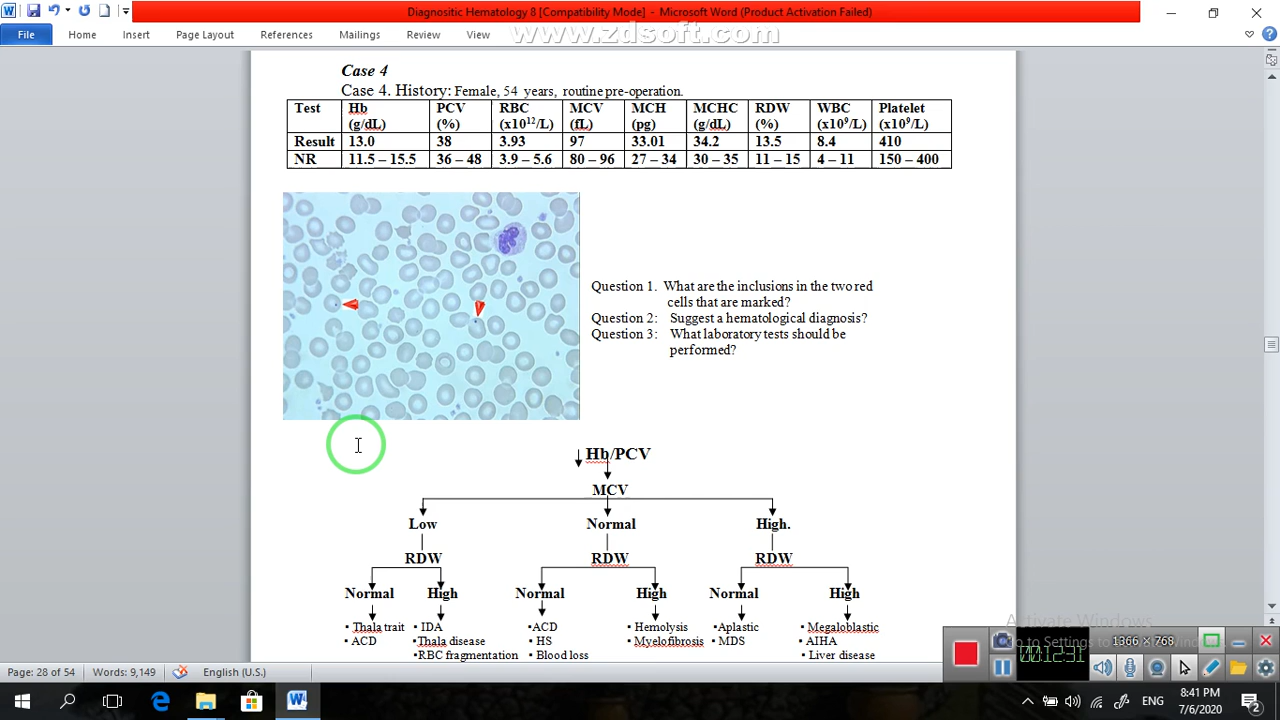 Diagnositic Hematology 8 [Compatibility Mode] - Microsoft Word (Product Activation Failed)
File Home Insert Page Layout References Mailings Review View
www.zdsoft.com
Case 4
Case 4. History: Female, 54 years, routine pre-operation.
Test Hb (g/dL) PCV (%) RBC (x10¹²/L) MCV (fL) MCH (pg) MCHC (g/dL) RDW (%) WBC (x10⁹/L) Platelet (x10⁹/L)
Result 13.0 38 3.93 97 33.01 34.2 13.5 8.4 410
NR 11.5 – 15.5 36 – 48 3.9 – 5.6 80 – 96 27 – 34 30 – 35 11 – 15 4 – 11 150 – 400
Question 1. What are the inclusions in the two red
cells that are marked?
Question 2: Suggest a hematological diagnosis?
Question 3: What laboratory tests should be
performed?
↓ Hb/PCV
MCV
Low Normal High.
RDW RDW RDW
Normal High Normal High Normal High
▪ Thala trait ▪ IDA ▪ACD ▪ Hemolysis ▪Aplastic ▪ Megaloblastic
▪ ACD ▪Thala disease ▪ HS ▪ Myelofibrosis ▪ MDS ▪ AIHA
▪RBC fragmentation ▪ Blood loss ▪ Liver disease
Activate Windows
Go to Settings to activate Windows.
1366 × 768
00:12:31
Page: 28 of 54 Words: 9,149 English (U.S.)
ENG
8:41 PM
7/6/2020
2